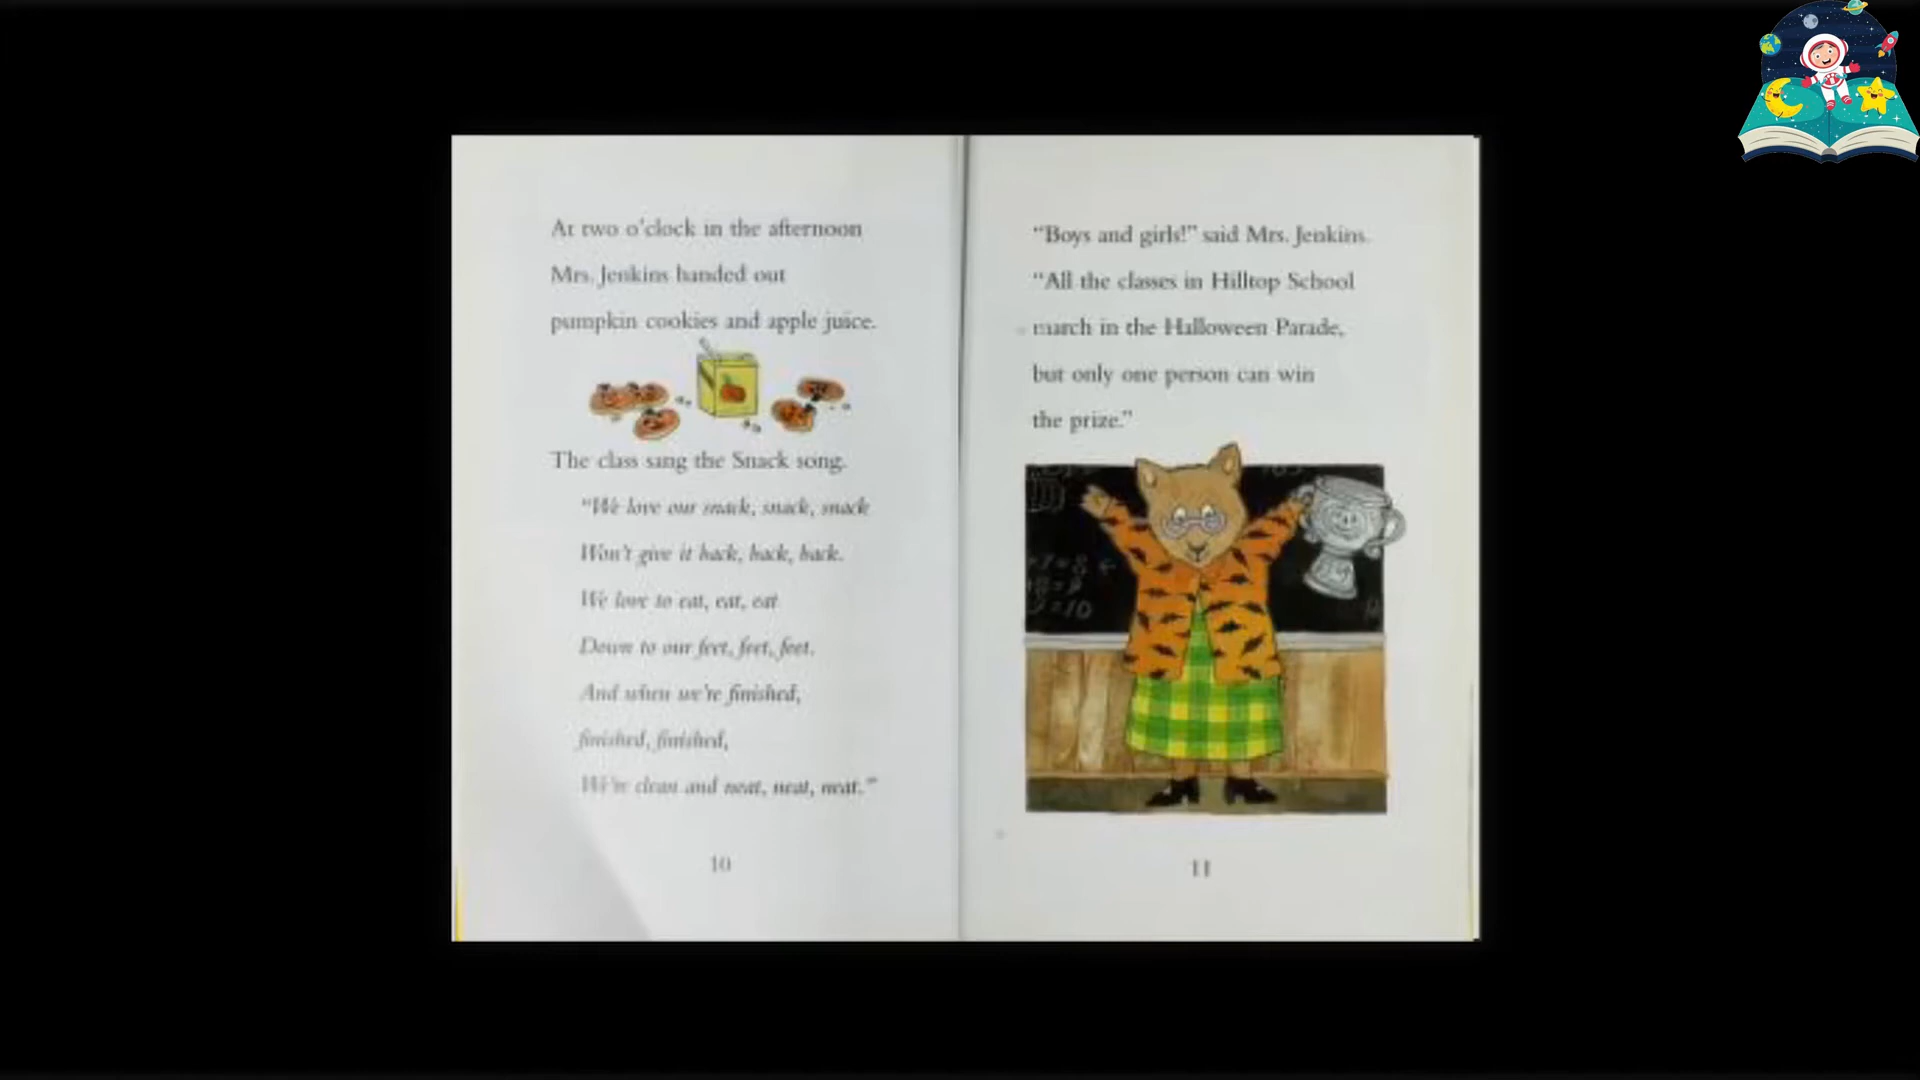 At two o'clock in the afternoon
Mrs. Jenkins handed out
pumpkin cookies and apple juice.
The class sang the Snack song.
"We love our snack, snack, snack
Won't give it back, back, back.
We love to eat, eat, eat
Down to our feet, feet, feet.
And when we're finished,
finished, finished,
We're clean and neat, neat, neat."
10
"Boys and girls!" said Mrs. Jenkins.
"All the classes in Hilltop School
march in the Halloween Parade,
but only one person can win
the prize."
=8
=9
=10
11